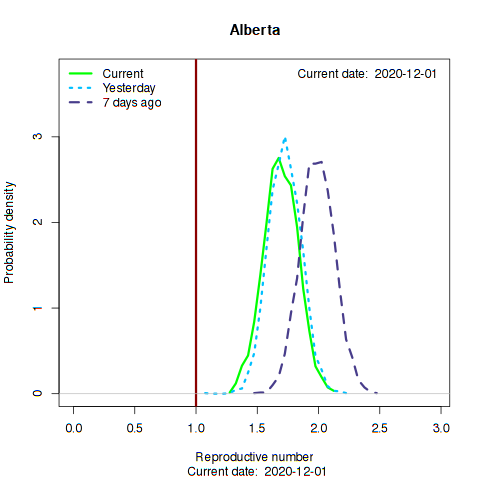 Alberta
Current
Yesterday
7 days ago
Current date:  2020-12-01
Probability density
3
2
1
0
0.0 0.5 1.0 1.5 2.0 2.5 3.0
Reproductive number
Current date:  2020-12-01